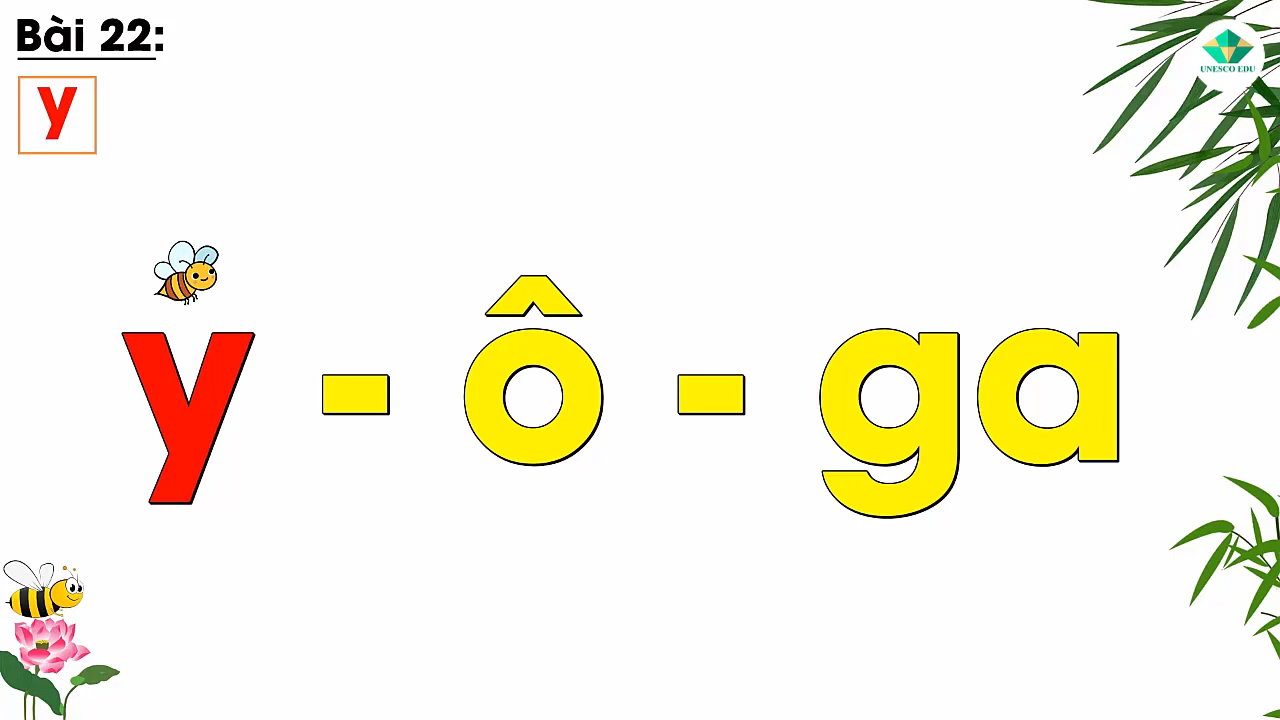 Bài 22:
y
UNESCO EDU
y - ô - ga